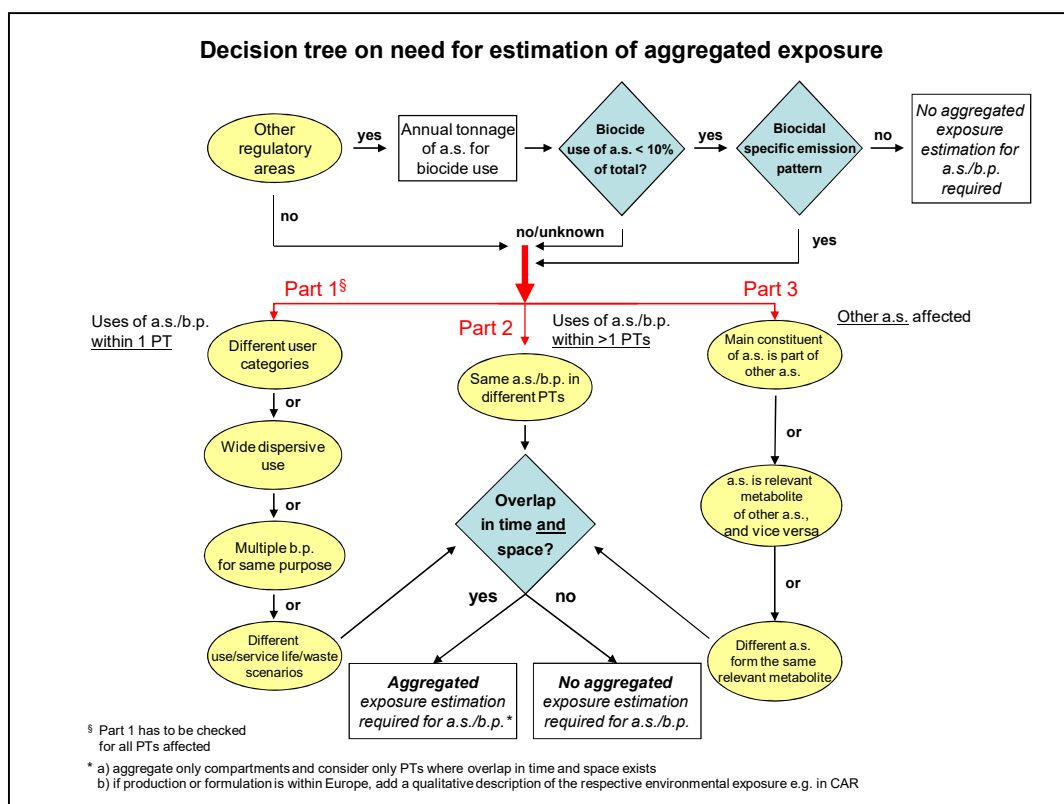 Decision tree on need for estimation of aggregated exposure
Other
regulatory
areas
yes
Annual tonnage
of a.s. for
biocide use
Biocide
use of a.s. < 10%
of total?
yes
Biocidal
specific emission
pattern
no
No aggregated
exposure
estimation for
a.s./b.p.
required
no
no/unknown
yes
Part 1§
Part 2
Part 3
Uses of a.s./b.p.
within 1 PT
Uses of a.s./b.p.
within >1 PTs
Other a.s. affected
Different user
categories
or
Wide dispersive
use
or
Multiple b.p.
for same purpose
or
Different
use/service life/waste
scenarios
Same a.s./b.p. in
different PTs
Overlap
in time and
space?
yes
no
Main constituent
of a.s. is part of
other a.s.
or
a.s. is relevant
metabolite
of other a.s.,
and vice versa
or
Different a.s.
form the same
relevant metabolite
Aggregated
exposure estimation
required for a.s./b.p.*
No aggregated
exposure estimation
required for a.s./b.p.
§ Part 1 has to be checked
for all PTs affected
* a) aggregate only compartments and consider only PTs where overlap in time and space exists
b) if production or formulation is within Europe, add a qualitative description of the respective environmental exposure e.g. in CAR